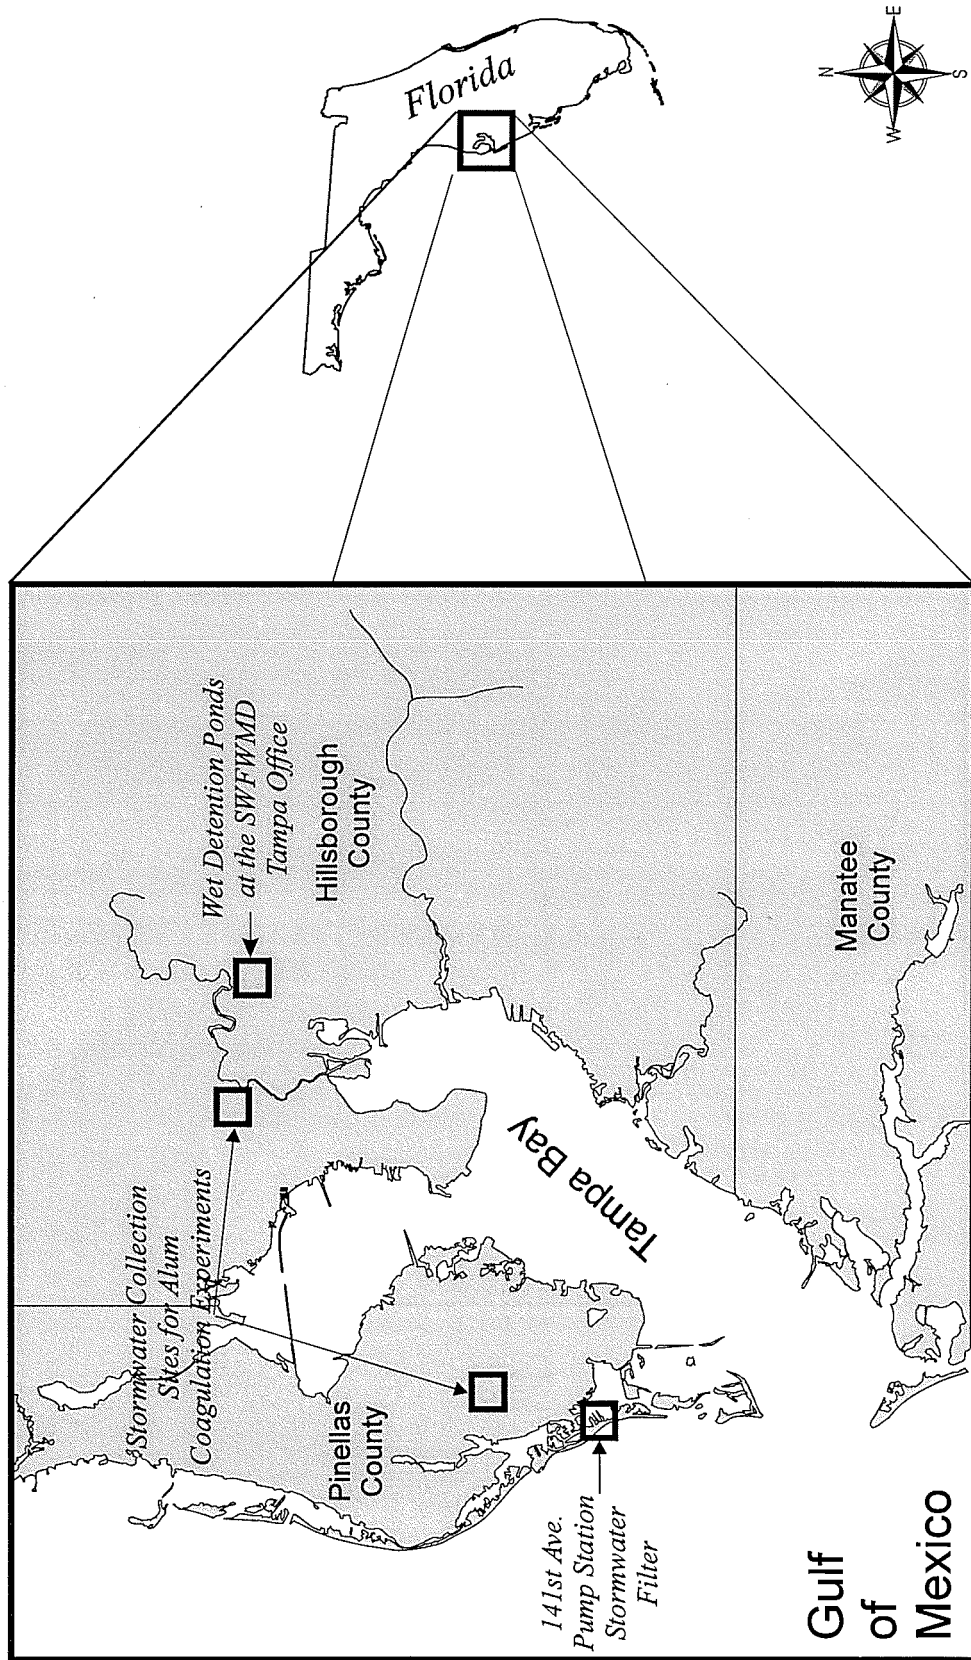 Florida
N
E
W
S
Wet Detention Ponds
at the SWFWMD
Tampa Office
Hillsborough
County
Stormwater Collection
Sites for Alum
Coagulation Experiments
Pinellas
County
Tampa Bay
Manatee
County
141st Ave.
Pump Station
Stormwater
Filter
Gulf
of
Mexico